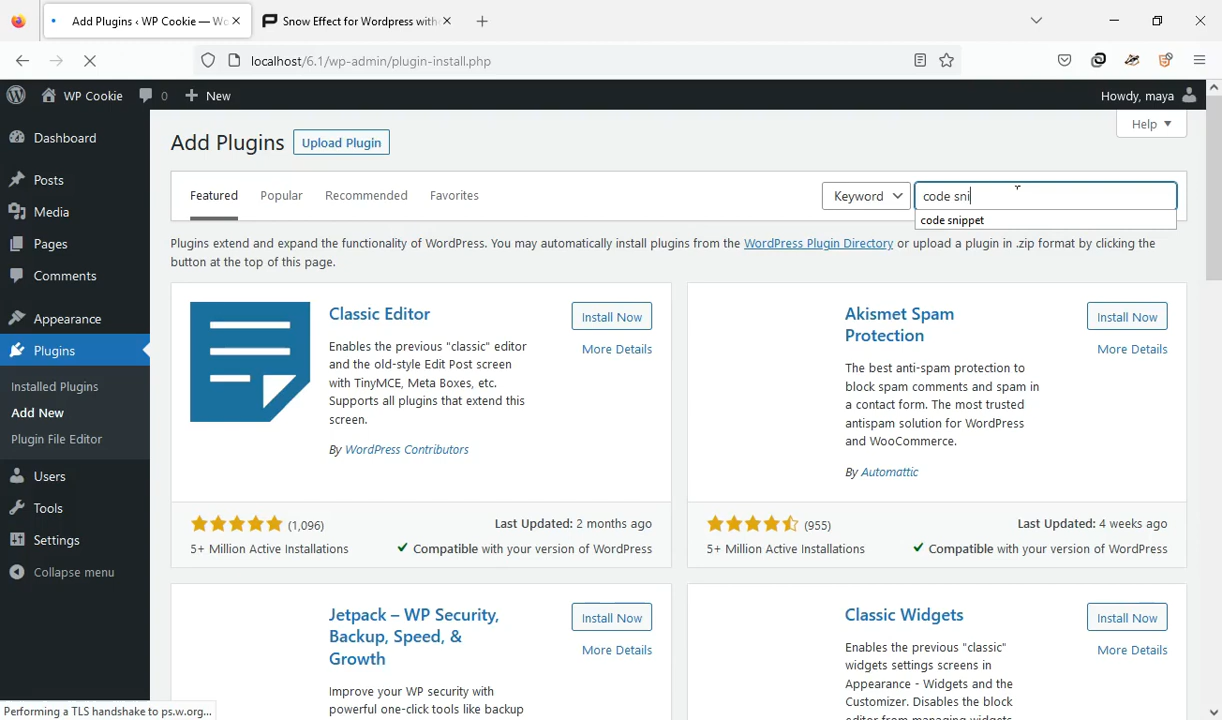 Add Plugins ‹ WP Cookie — Wo
Snow Effect for Wordpress with
localhost/6.1/wp-admin/plugin-install.php
WP Cookie
0
New
Howdy, maya
Dashboard
Posts
Media
Pages
Comments
Appearance
Plugins
Installed Plugins
Add New
Plugin File Editor
Users
Tools
Settings
Collapse menu
Help
Add Plugins
Upload Plugin
Featured
Popular
Recommended
Favorites
Keyword
code sni
code snippet
Plugins extend and expand the functionality of WordPress. You may automatically install plugins from the WordPress Plugin Directory or upload a plugin in .zip format by clicking the
button at the top of this page.
Classic Editor
Install Now
More Details
Enables the previous "classic" editor
and the old-style Edit Post screen
with TinyMCE, Meta Boxes, etc.
Supports all plugins that extend this
screen.
By WordPress Contributors
(1,096)
Last Updated: 2 months ago
5+ Million Active Installations
Compatible with your version of WordPress
Akismet Spam
Protection
Install Now
More Details
The best anti-spam protection to
block spam comments and spam in
a contact form. The most trusted
antispam solution for WordPress
and WooCommerce.
By Automattic
(955)
Last Updated: 4 weeks ago
5+ Million Active Installations
Compatible with your version of WordPress
Jetpack – WP Security,
Backup, Speed, &
Growth
Install Now
More Details
Improve your WP security with
powerful one-click tools like backup
Classic Widgets
Install Now
More Details
Enables the previous "classic"
widgets settings screens in
Appearance - Widgets and the
Customizer. Disables the block
editor from managing widgets
Performing a TLS handshake to ps.w.org...